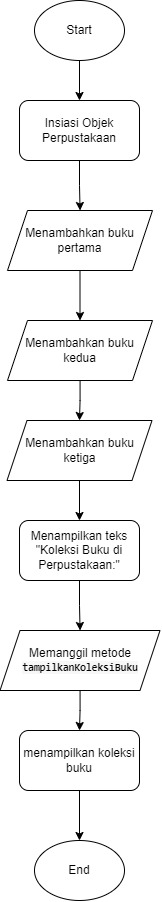 Start
Insiasi Objek
Perpustakaan
Menambahkan buku
pertama
Menambahkan buku
kedua
Menambahkan buku
ketiga
Menampilkan teks
"Koleksi Buku di
Perpustakaan:"
Memanggil metode
tampilkanKoleksiBuku
menampilkan koleksi
buku
End